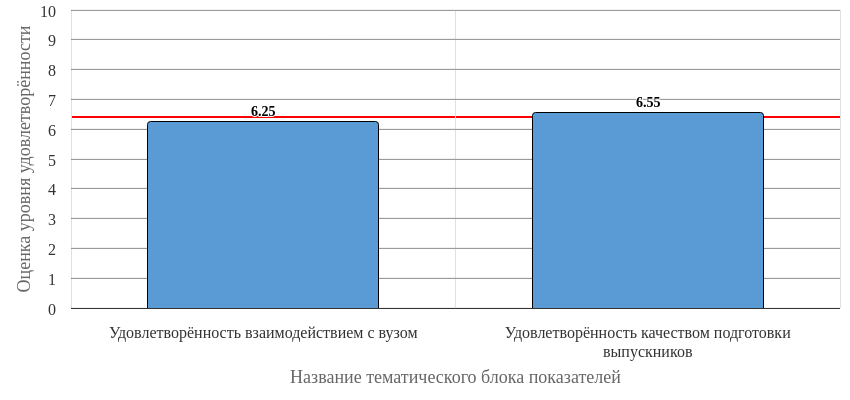 Оценка уровня удовлетворённости
10
9
8
7
6
5
4
3
2
1
0
6.25
6.55
Удовлетворённость взаимодействием с вузом
Удовлетворённость качеством подготовки
выпускников
Название тематического блока показателей